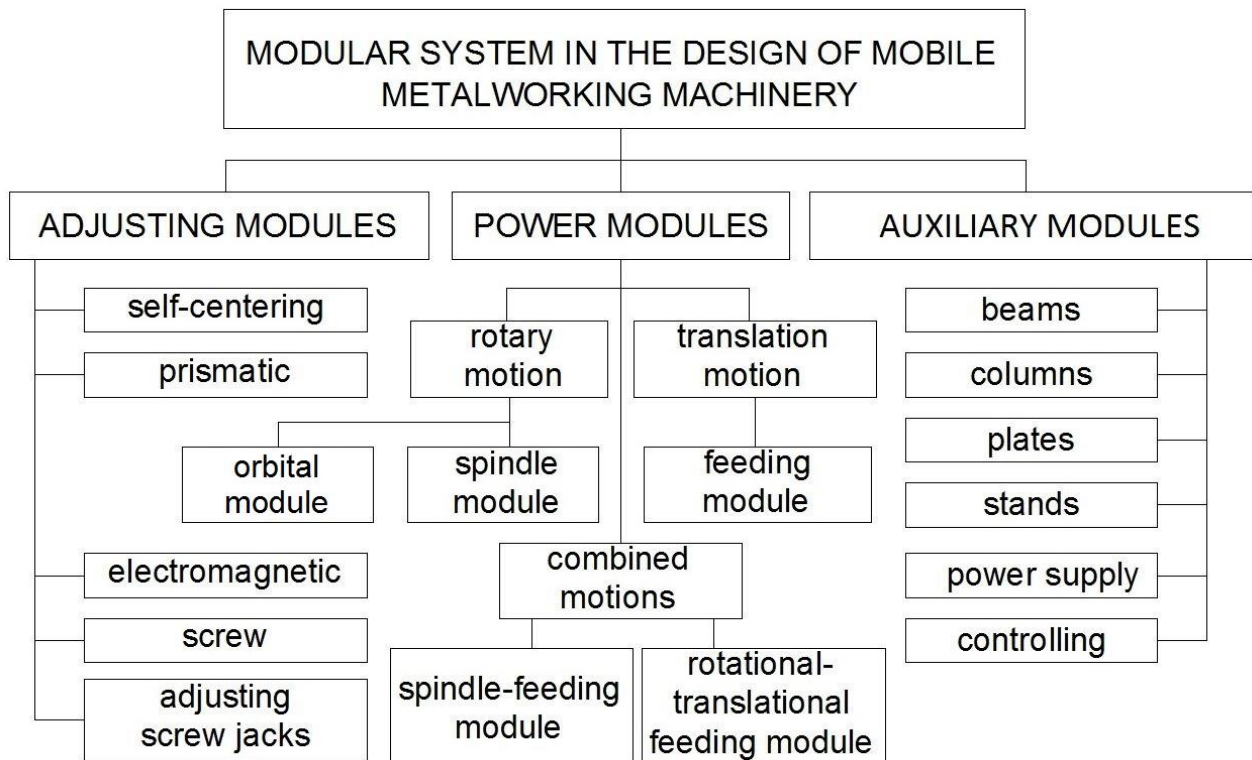 MODULAR SYSTEM IN THE DESIGN OF MOBILE
METALWORKING MACHINERY
ADJUSTING MODULES
POWER MODULES
AUXILIARY MODULES
self-centering
prismatic
electromagnetic
screw
adjusting
screw jacks
rotary
motion
translation
motion
orbital
module
spindle
module
feeding
module
combined
motions
spindle-feeding
module
rotational-
translational
feeding module
beams
columns
plates
stands
power supply
controlling